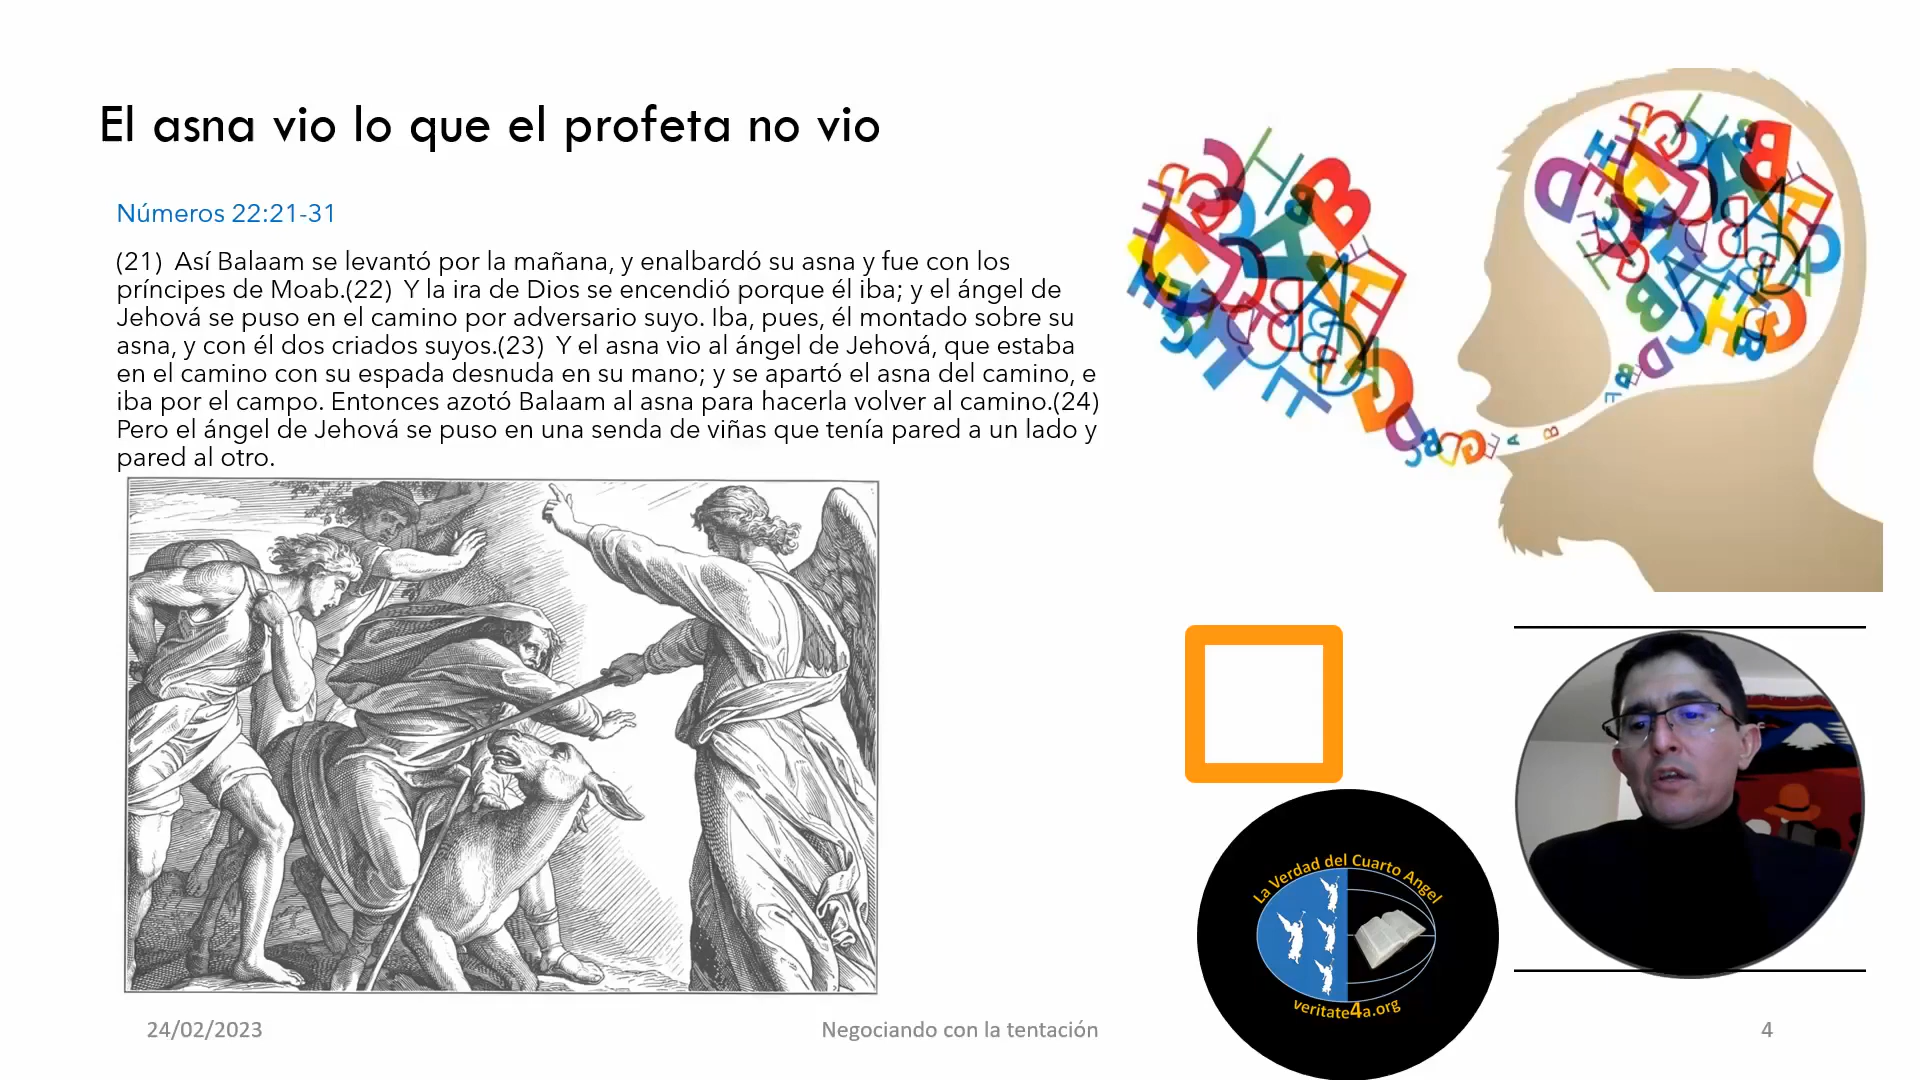 El asna vio lo que el profeta no vio
Números 22:21-31
(21)  Así Balaam se levantó por la mañana, y enalbardó su asna y fue con los
príncipes de Moab.(22)  Y la ira de Dios se encendió porque él iba; y el ángel de
Jehová se puso en el camino por adversario suyo. Iba, pues, él montado sobre su
asna, y con él dos criados suyos.(23)  Y el asna vio al ángel de Jehová, que estaba
en el camino con su espada desnuda en su mano; y se apartó el asna del camino, e
iba por el campo. Entonces azotó Balaam al asna para hacerla volver al camino.(24)
Pero el ángel de Jehová se puso en una senda de viñas que tenía pared a un lado y
pared al otro.
La Verdad del Cuarto Angel
veritate4a.org
24/02/2023
Negociando con la tentación
4